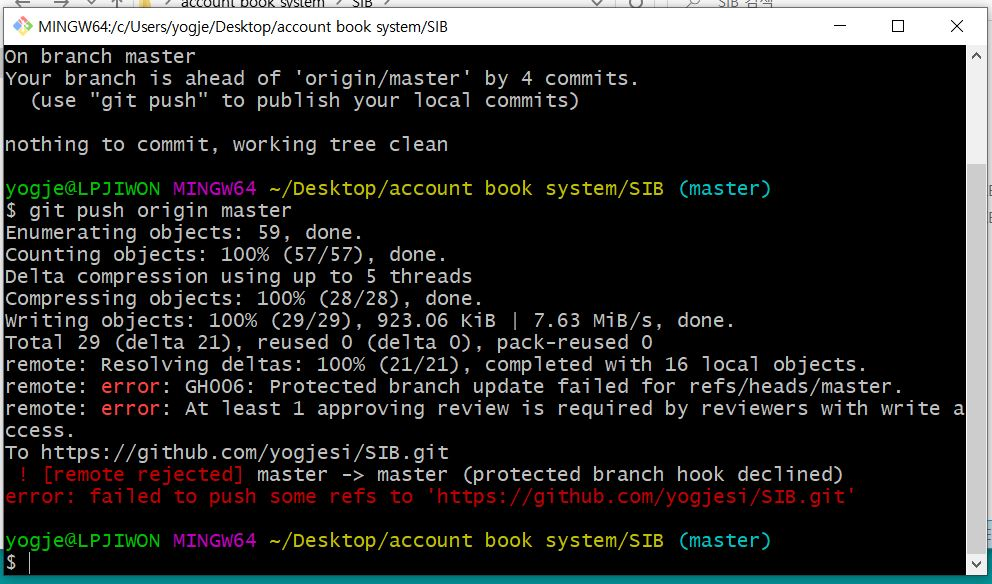 account book system > SIB >
SIB 검색
MINGW64:/c/Users/yogje/Desktop/account book system/SIB
On branch master
Your branch is ahead of 'origin/master' by 4 commits.
  (use "git push" to publish your local commits)
nothing to commit, working tree clean
yogje@LPJIWON MINGW64 ~/Desktop/account book system/SIB (master)
$ git push origin master
Enumerating objects: 59, done.
Counting objects: 100% (57/57), done.
Delta compression using up to 5 threads
Compressing objects: 100% (28/28), done.
Writing objects: 100% (29/29), 923.06 KiB | 7.63 MiB/s, done.
Total 29 (delta 21), reused 0 (delta 0), pack-reused 0
remote: Resolving deltas: 100% (21/21), completed with 16 local objects.
remote: error: GH006: Protected branch update failed for refs/heads/master.
remote: error: At least 1 approving review is required by reviewers with write a
ccess.
To https://github.com/yogjesi/SIB.git
 ! [remote rejected] master -> master (protected branch hook declined)
error: failed to push some refs to 'https://github.com/yogjesi/SIB.git'
yogje@LPJIWON MINGW64 ~/Desktop/account book system/SIB (master)
$